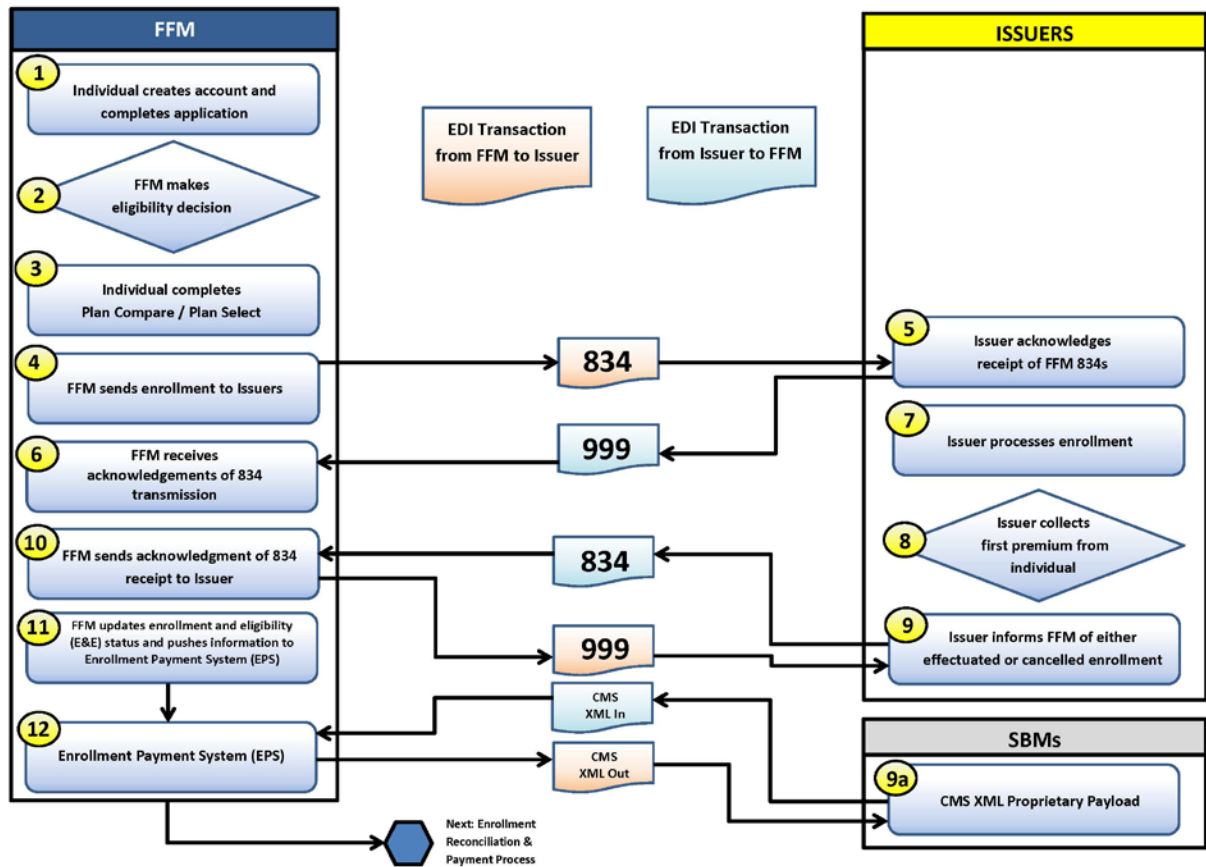 FFM
1
Individual creates account and
completes application
2
FFM makes
eligibility decision
3
Individual completes
Plan Compare / Plan Select
4
FFM sends enrollment to Issuers
6
FFM receives
acknowledgements of 834
transmission
10
FFM sends acknowledgment of 834
receipt to Issuer
11
FFM updates enrollment and eligibility
(E&E) status and pushes information to
Enrollment Payment System (EPS)
12
Enrollment Payment System (EPS)
EDI Transaction
from FFM to Issuer
EDI Transaction
from Issuer to FFM
834
999
834
999
CMS
XML In
CMS
XML Out
Next: Enrollment
Reconciliation &
Payment Process
ISSUERS
5
Issuer acknowledges
receipt of FFM 834s
7
Issuer processes enrollment
8
Issuer collects
first premium from
individual
9
Issuer informs FFM of either
effectuated or cancelled enrollment
SBMs
9a
CMS XML Proprietary Payload